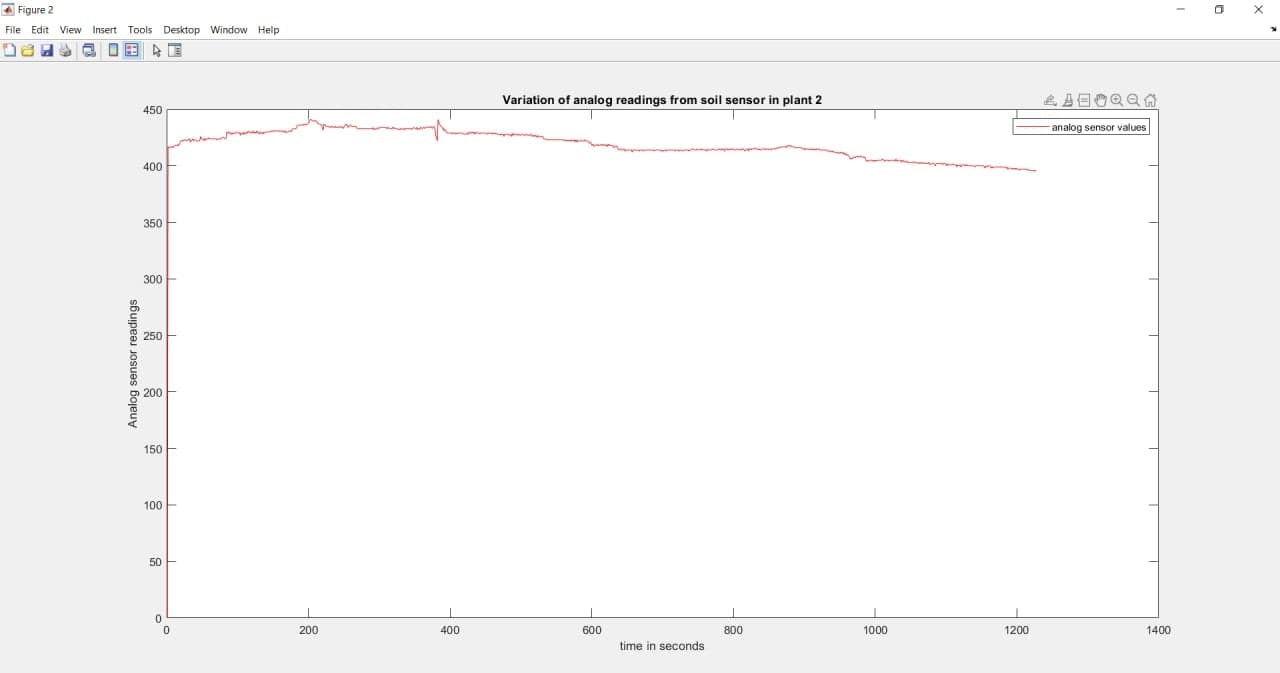 Figure 2
File Edit View Insert Tools Desktop Window Help
Variation of analog readings from soil sensor in plant 2
analog sensor values
450
400
350
300
250
200
150
100
50
0
Analog sensor readings
0 200 400 600 800 1000 1200 1400
time in seconds